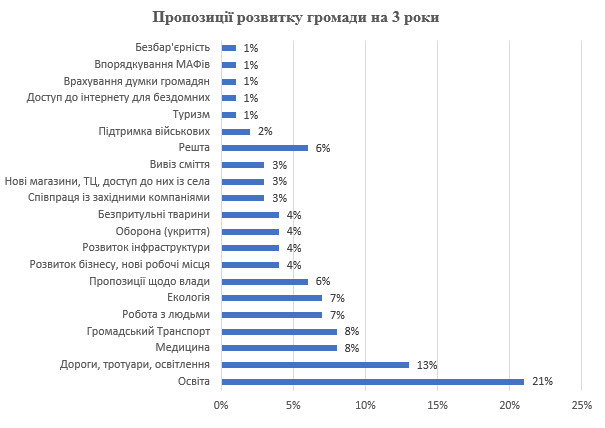 Пропозиції розвитку громади на 3 роки
Безбар'єрність 1%
Впорядкування МАФів 1%
Врахування думки громадян 1%
Доступ до інтернету для бездомних 1%
Туризм 1%
Підтримка військових 2%
Решта 6%
Вивіз сміття 3%
Нові магазини, ТЦ, доступ до них із села 3%
Співпраця із західними компаніями 3%
Безпритульні тварини 4%
Оборона (укриття) 4%
Розвиток інфраструктури 4%
Розвиток бізнесу, нові робочі місця 4%
Пропозиції щодо влади 6%
Екологія 7%
Робота з людьми 7%
Громадський Транспорт 8%
Медицина 8%
Дороги, тротуари, освітлення 13%
Освіта 21%
0% 5% 10% 15% 20% 25%